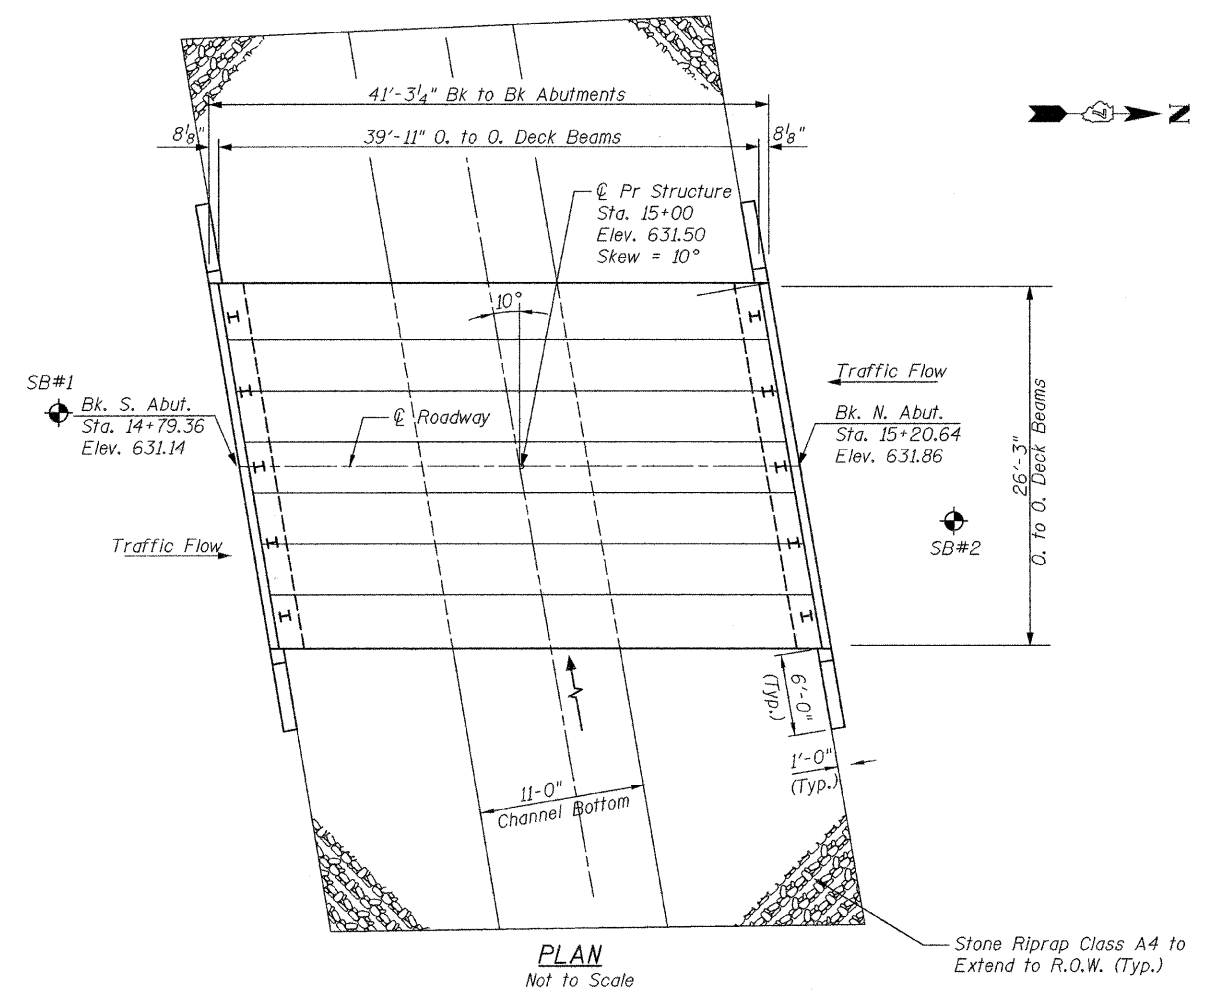 41'-3¼" Bk to Bk Abutments
8⅛"
39'-11" O. to O. Deck Beams
8⅛"
N
℄ Pr Structure
Sta. 15+00
Elev. 631.50
Skew = 10°
10°
Traffic Flow
SB#1
Bk. S. Abut.
Sta. 14+79.36
Elev. 631.14
℄ Roadway
Bk. N. Abut.
Sta. 15+20.64
Elev. 631.86
26'-3"
O. to O. Deck Beams
SB#2
Traffic Flow
6'-0"
(Typ.)
1'-0"
(Typ.)
11-0"
Channel Bottom
Stone Riprap Class A4 to
Extend to R.O.W. (Typ.)
PLAN
Not to Scale